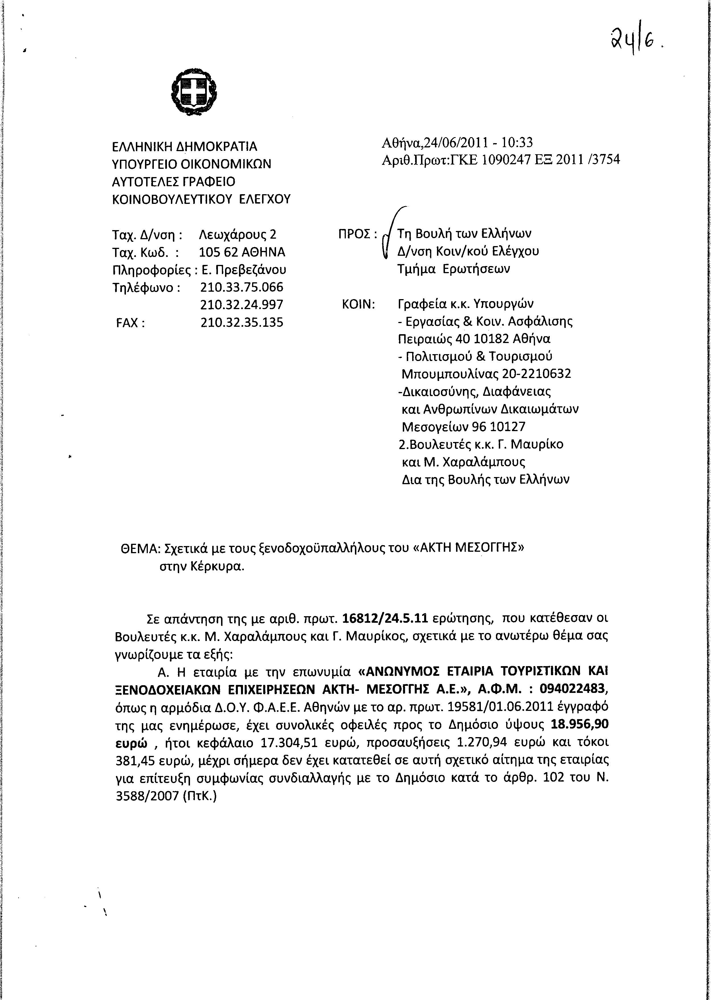 24/6.
ΕΛΛΗΝΙΚΗ ΔΗΜΟΚΡΑΤΙΑ
ΥΠΟΥΡΓΕΙΟ ΟΙΚΟΝΟΜΙΚΩΝ
ΑΥΤΟΤΕΛΕΣ ΓΡΑΦΕΙΟ
ΚΟΙΝΟΒΟΥΛΕΥΤΙΚΟΥ ΕΛΕΓΧΟΥ
Αθήνα,24/06/2011 - 10:33
Αριθ.Πρωτ:ΓΚΕ 1090247 ΕΞ 2011 /3754
Ταχ. Δ/νση : Λεωχάρους 2
Ταχ. Κωδ. : 105 62 ΑΘΗΝΑ
Πληροφορίες : Ε. Πρεβεζάνου
Τηλέφωνο : 210.33.75.066
210.32.24.997
FAX : 210.32.35.135
ΠΡΟΣ : Τη Βουλή των Ελλήνων
Δ/νση Κοιν/κού Ελέγχου
Τμήμα Ερωτήσεων
ΚΟΙΝ: Γραφεία κ.κ. Υπουργών
- Εργασίας & Κοιν. Ασφάλισης
Πειραιώς 40 10182 Αθήνα
- Πολιτισμού & Τουρισμού
Μπουμπουλίνας 20-2210632
-Δικαιοσύνης, Διαφάνειας
και Ανθρωπίνων Δικαιωμάτων
Μεσογείων 96 10127
2.Βουλευτές κ.κ. Γ. Μαυρίκο
και Μ. Χαραλάμπους
Δια της Βουλής των Ελλήνων
ΘΕΜΑ: Σχετικά με τους ξενοδοχοϋπαλλήλους του «ΑΚΤΗ ΜΕΣΟΓΓΗΣ»
στην Κέρκυρα.
Σε απάντηση της με αριθ. πρωτ. 16812/24.5.11 ερώτησης, που κατέθεσαν οι
Βουλευτές κ.κ. Μ. Χαραλάμπους και Γ. Μαυρίκος, σχετικά με το ανωτέρω θέμα σας
γνωρίζουμε τα εξής:
Α. Η εταιρία με την επωνυμία «ΑΝΩΝΥΜΟΣ ΕΤΑΙΡΙΑ ΤΟΥΡΙΣΤΙΚΩΝ ΚΑΙ
ΞΕΝΟΔΟΧΕΙΑΚΩΝ ΕΠΙΧΕΙΡΗΣΕΩΝ ΑΚΤΗ- ΜΕΣΟΓΓΗΣ Α.Ε.», Α.Φ.Μ. : 094022483,
όπως η αρμόδια Δ.Ο.Υ. Φ.Α.Ε.Ε. Αθηνών με το αρ. πρωτ. 19581/01.06.2011 έγγραφό
της μας ενημέρωσε, έχει συνολικές οφειλές προς το Δημόσιο ύψους 18.956,90
ευρώ , ήτοι κεφάλαιο 17.304,51 ευρώ, προσαυξήσεις 1.270,94 ευρώ και τόκοι
381,45 ευρώ, μέχρι σήμερα δεν έχει κατατεθεί σε αυτή σχετικό αίτημα της εταιρίας
για επίτευξη συμφωνίας συνδιαλλαγής με το Δημόσιο κατά το άρθρ. 102 του Ν.
3588/2007 (ΠτΚ.)